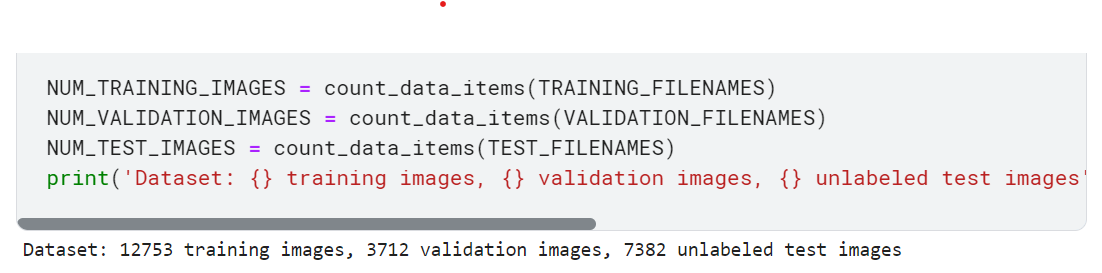 NUM_TRAINING_IMAGES = count_data_items(TRAINING_FILENAMES)
NUM_VALIDATION_IMAGES = count_data_items(VALIDATION_FILENAMES)
NUM_TEST_IMAGES = count_data_items(TEST_FILENAMES)
print('Dataset: {} training images, {} validation images, {} unlabeled test images'
Dataset: 12753 training images, 3712 validation images, 7382 unlabeled test images